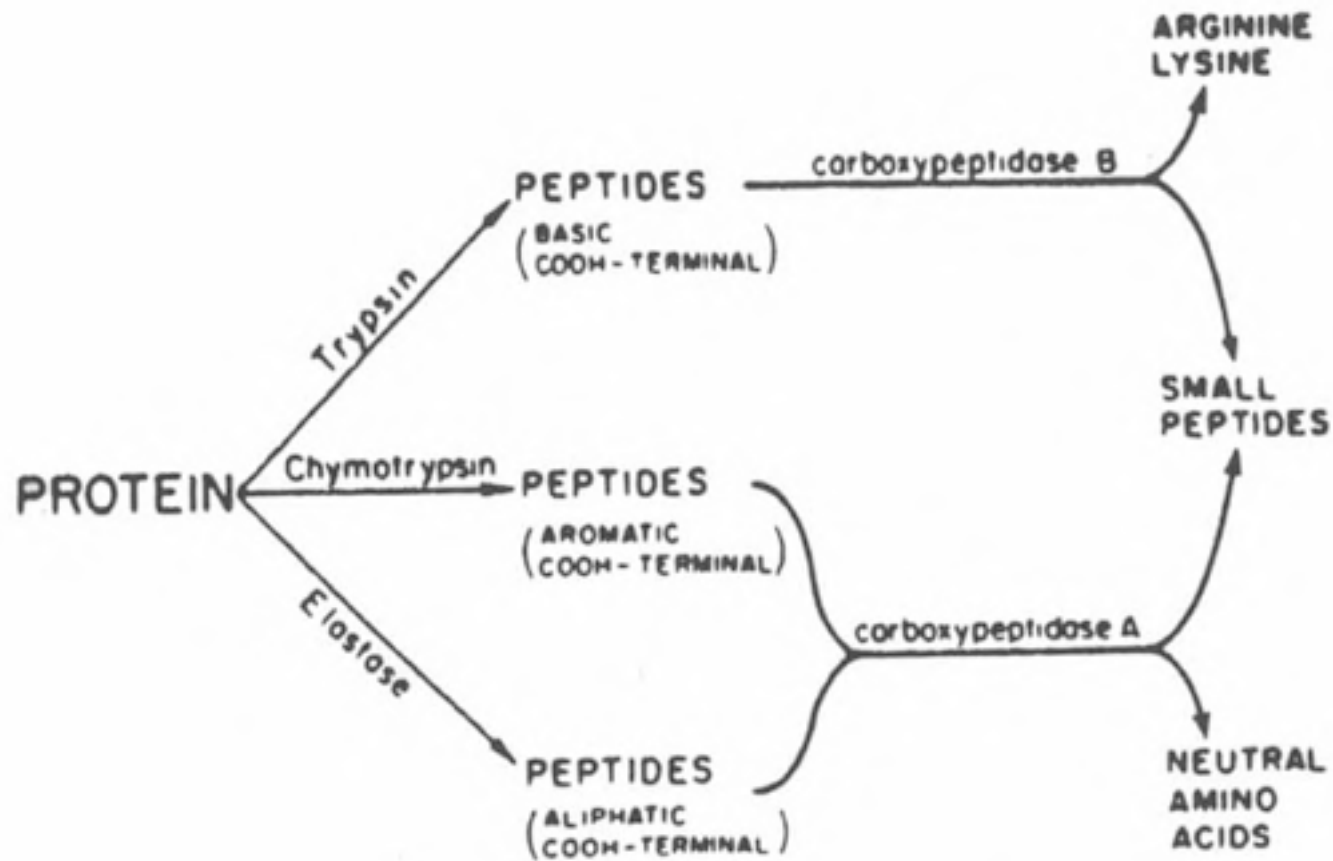 ARGININE
LYSINE
carboxypeptidase B
PEPTIDES
(BASIC
COOH-TERMINAL)
Trypsin
SMALL
PEPTIDES
PROTEIN
Chymotrypsin
PEPTIDES
(AROMATIC
COOH-TERMINAL)
carboxypeptidase A
Elastase
PEPTIDES
(ALIPHATIC
COOH-TERMINAL)
NEUTRAL
AMINO
ACIDS